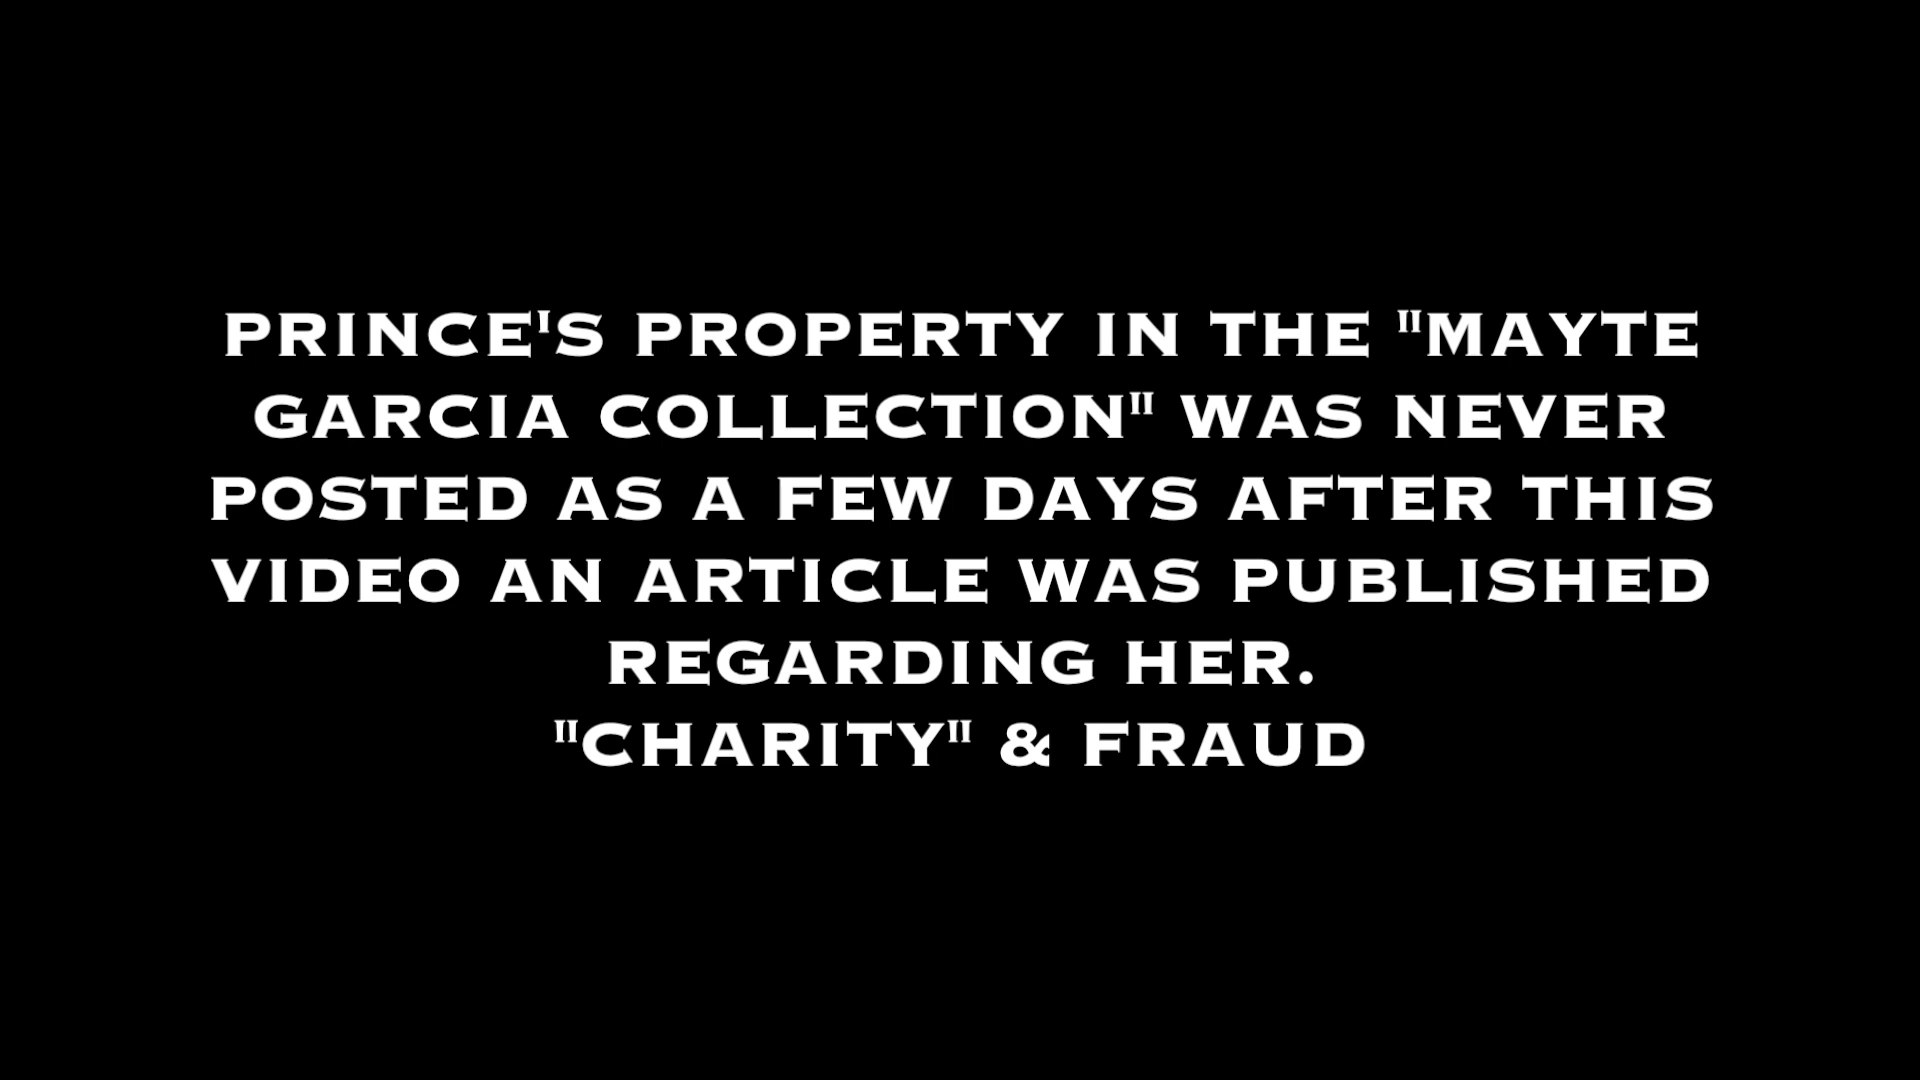 PRINCE'S PROPERTY IN THE "MAYTE
GARCIA COLLECTION" WAS NEVER
POSTED AS A FEW DAYS AFTER THIS
VIDEO AN ARTICLE WAS PUBLISHED
REGARDING HER.
"CHARITY" & FRAUD